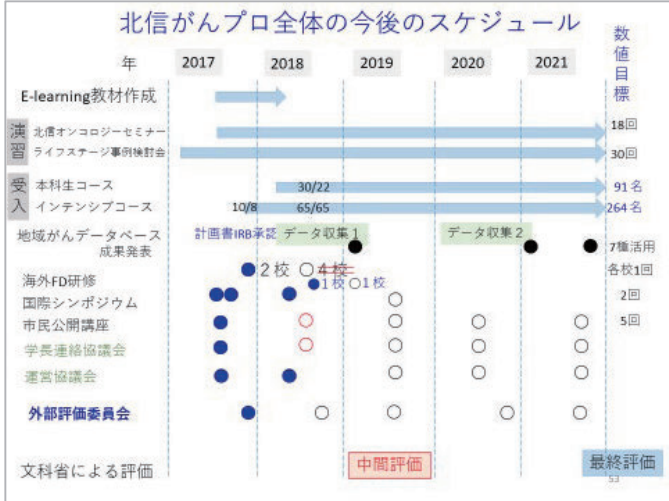 北信がんプロ全体の今後のスケジュール
数値目標
年 2017 2018 2019 2020 2021
E-learning教材作成
演習
北信オンコロジーセミナー 18回
ライフステージ事例検討会 30回
受入
本科生コース 30/22 91名
インテンシブコース 10/8 65/65 264名
地域がんデータベース 計画書IRB承認 データ収集1 データ収集2
成果発表 7種活用
2校 4校 各校1回
海外FD研修 1校 1校
国際シンポジウム 2回
市民公開講座 5回
学長連絡協議会
運営協議会
外部評価委員会
文科省による評価 中間評価 最終評価
53